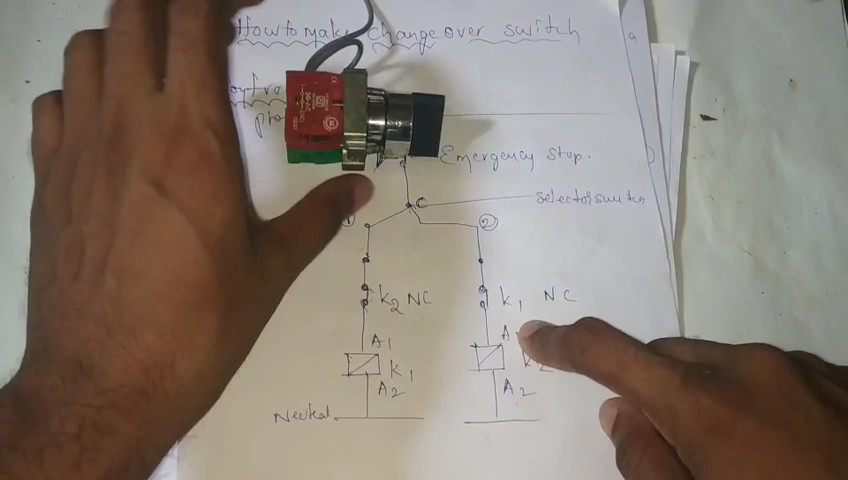 How to make change over switch
Emergency stop.
C
selector switch
2
K2 NC
K1 NC
A1
A
K1
A2
A2
Neutral.